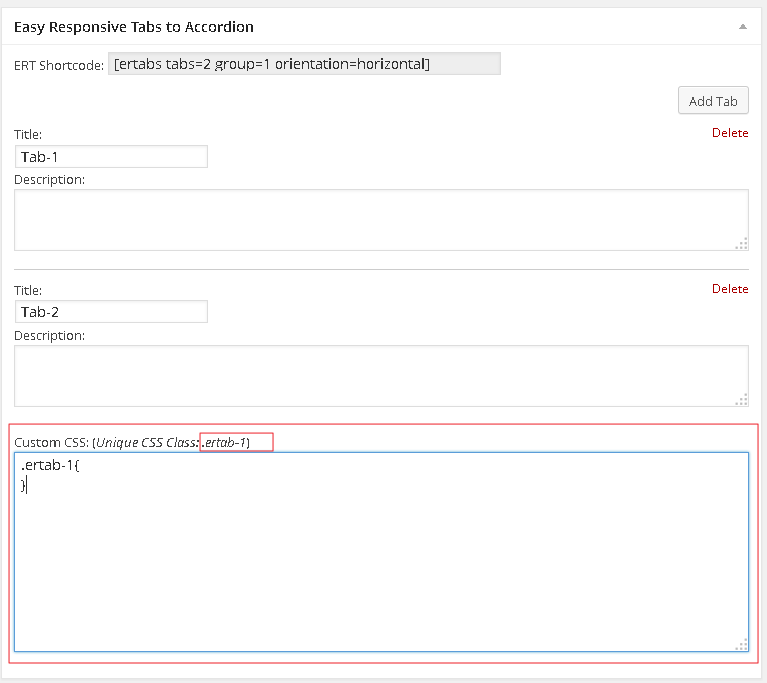 Easy Responsive Tabs to Accordion
ERT Shortcode: [ertabs tabs=2 group=1 orientation=horizontal]
Add Tab
Title:
Delete
Tab-1
Description:
Title:
Delete
Tab-2
Description:
Custom CSS: (Unique CSS Class: .ertab-1)
.ertab-1{
}